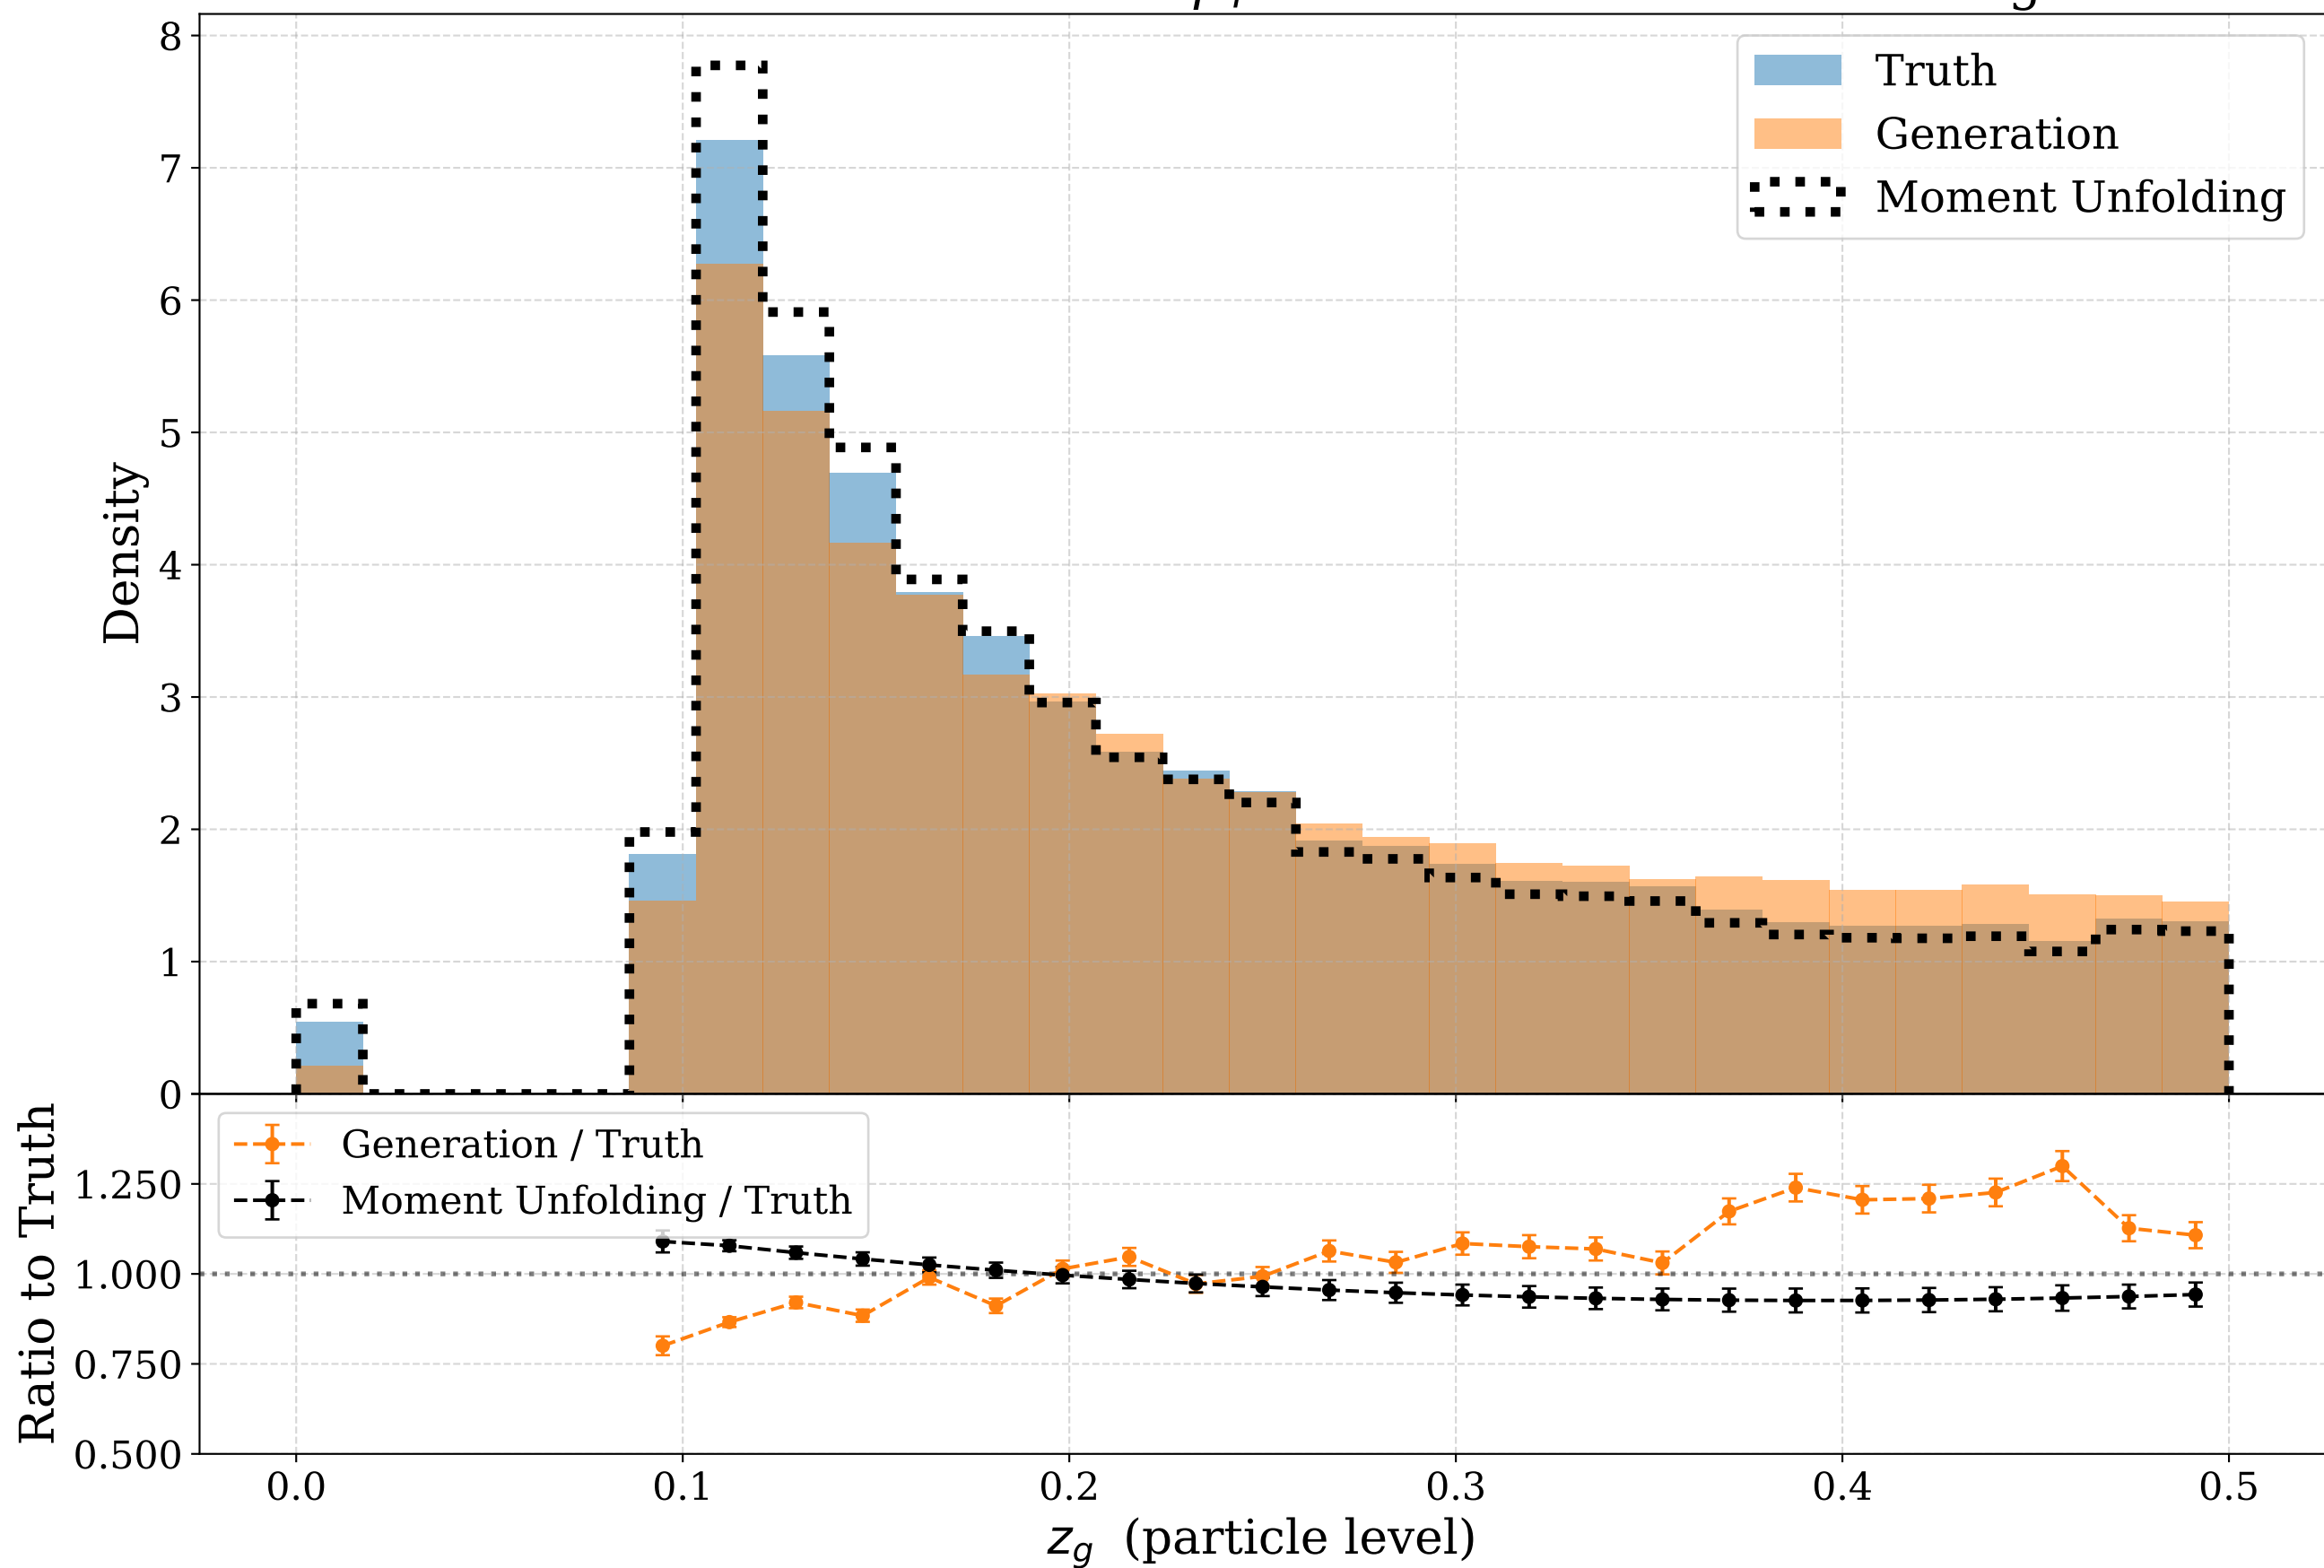 8
7
6
5
4
3
2
1
0
Density
Truth
Generation
Moment Unfolding
1.250
1.000
0.750
0.500
Ratio to Truth
Generation / Truth
Moment Unfolding / Truth
0.0 0.1 0.2 0.3 0.4 0.5
z_g (particle level)